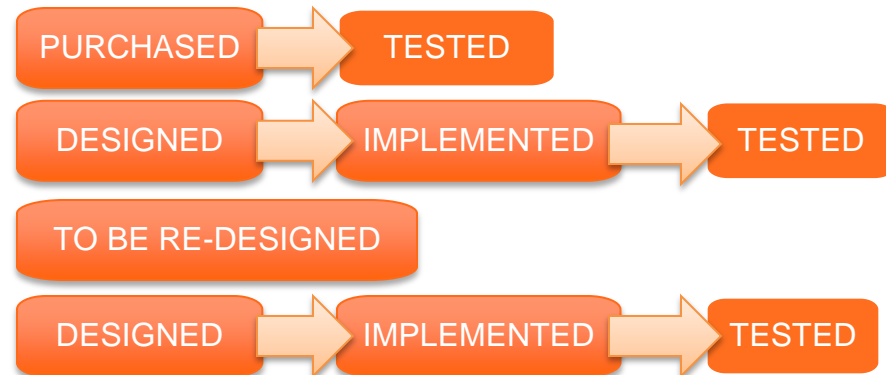 PURCHASED TESTED
DESIGNED IMPLEMENTED TESTED
TO BE RE-DESIGNED
DESIGNED IMPLEMENTED TESTED